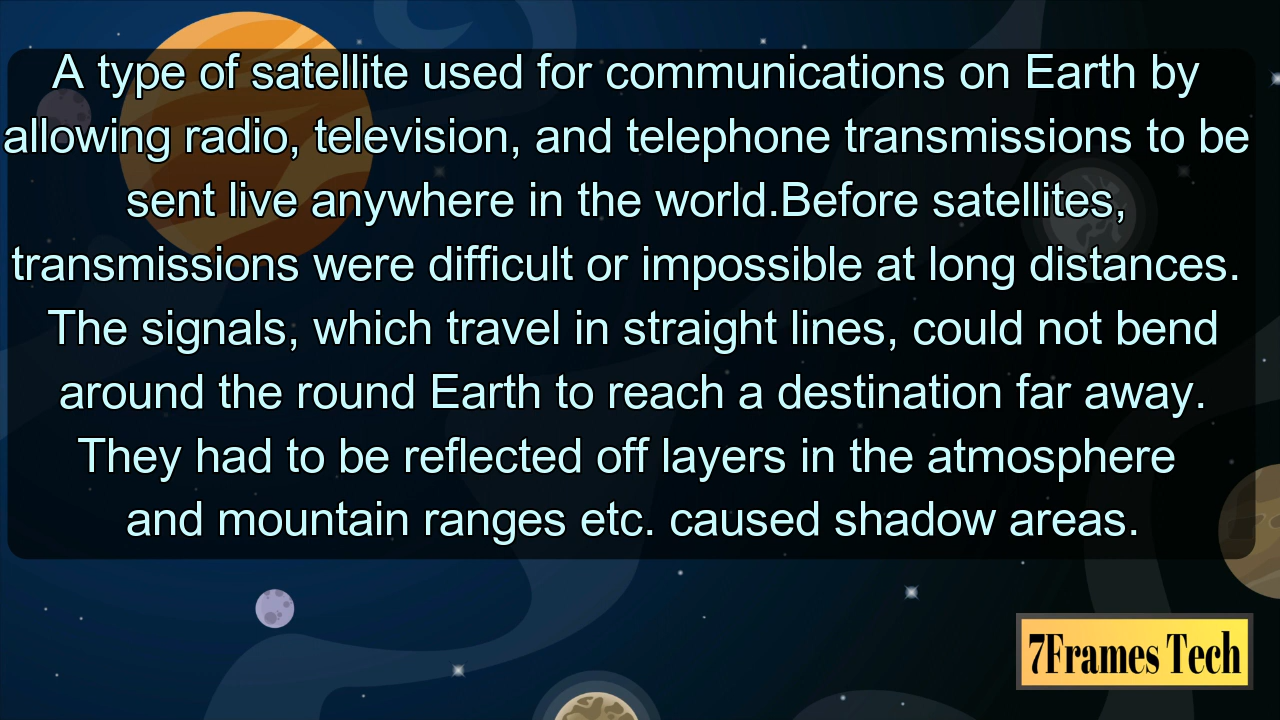 A type of satellite used for communications on Earth by
allowing radio, television, and telephone transmissions to be
sent live anywhere in the world.Before satellites,
transmissions were difficult or impossible at long distances.
The signals, which travel in straight lines, could not bend
around the round Earth to reach a destination far away.
They had to be reflected off layers in the atmosphere
and mountain ranges etc. caused shadow areas.
7Frames Tech